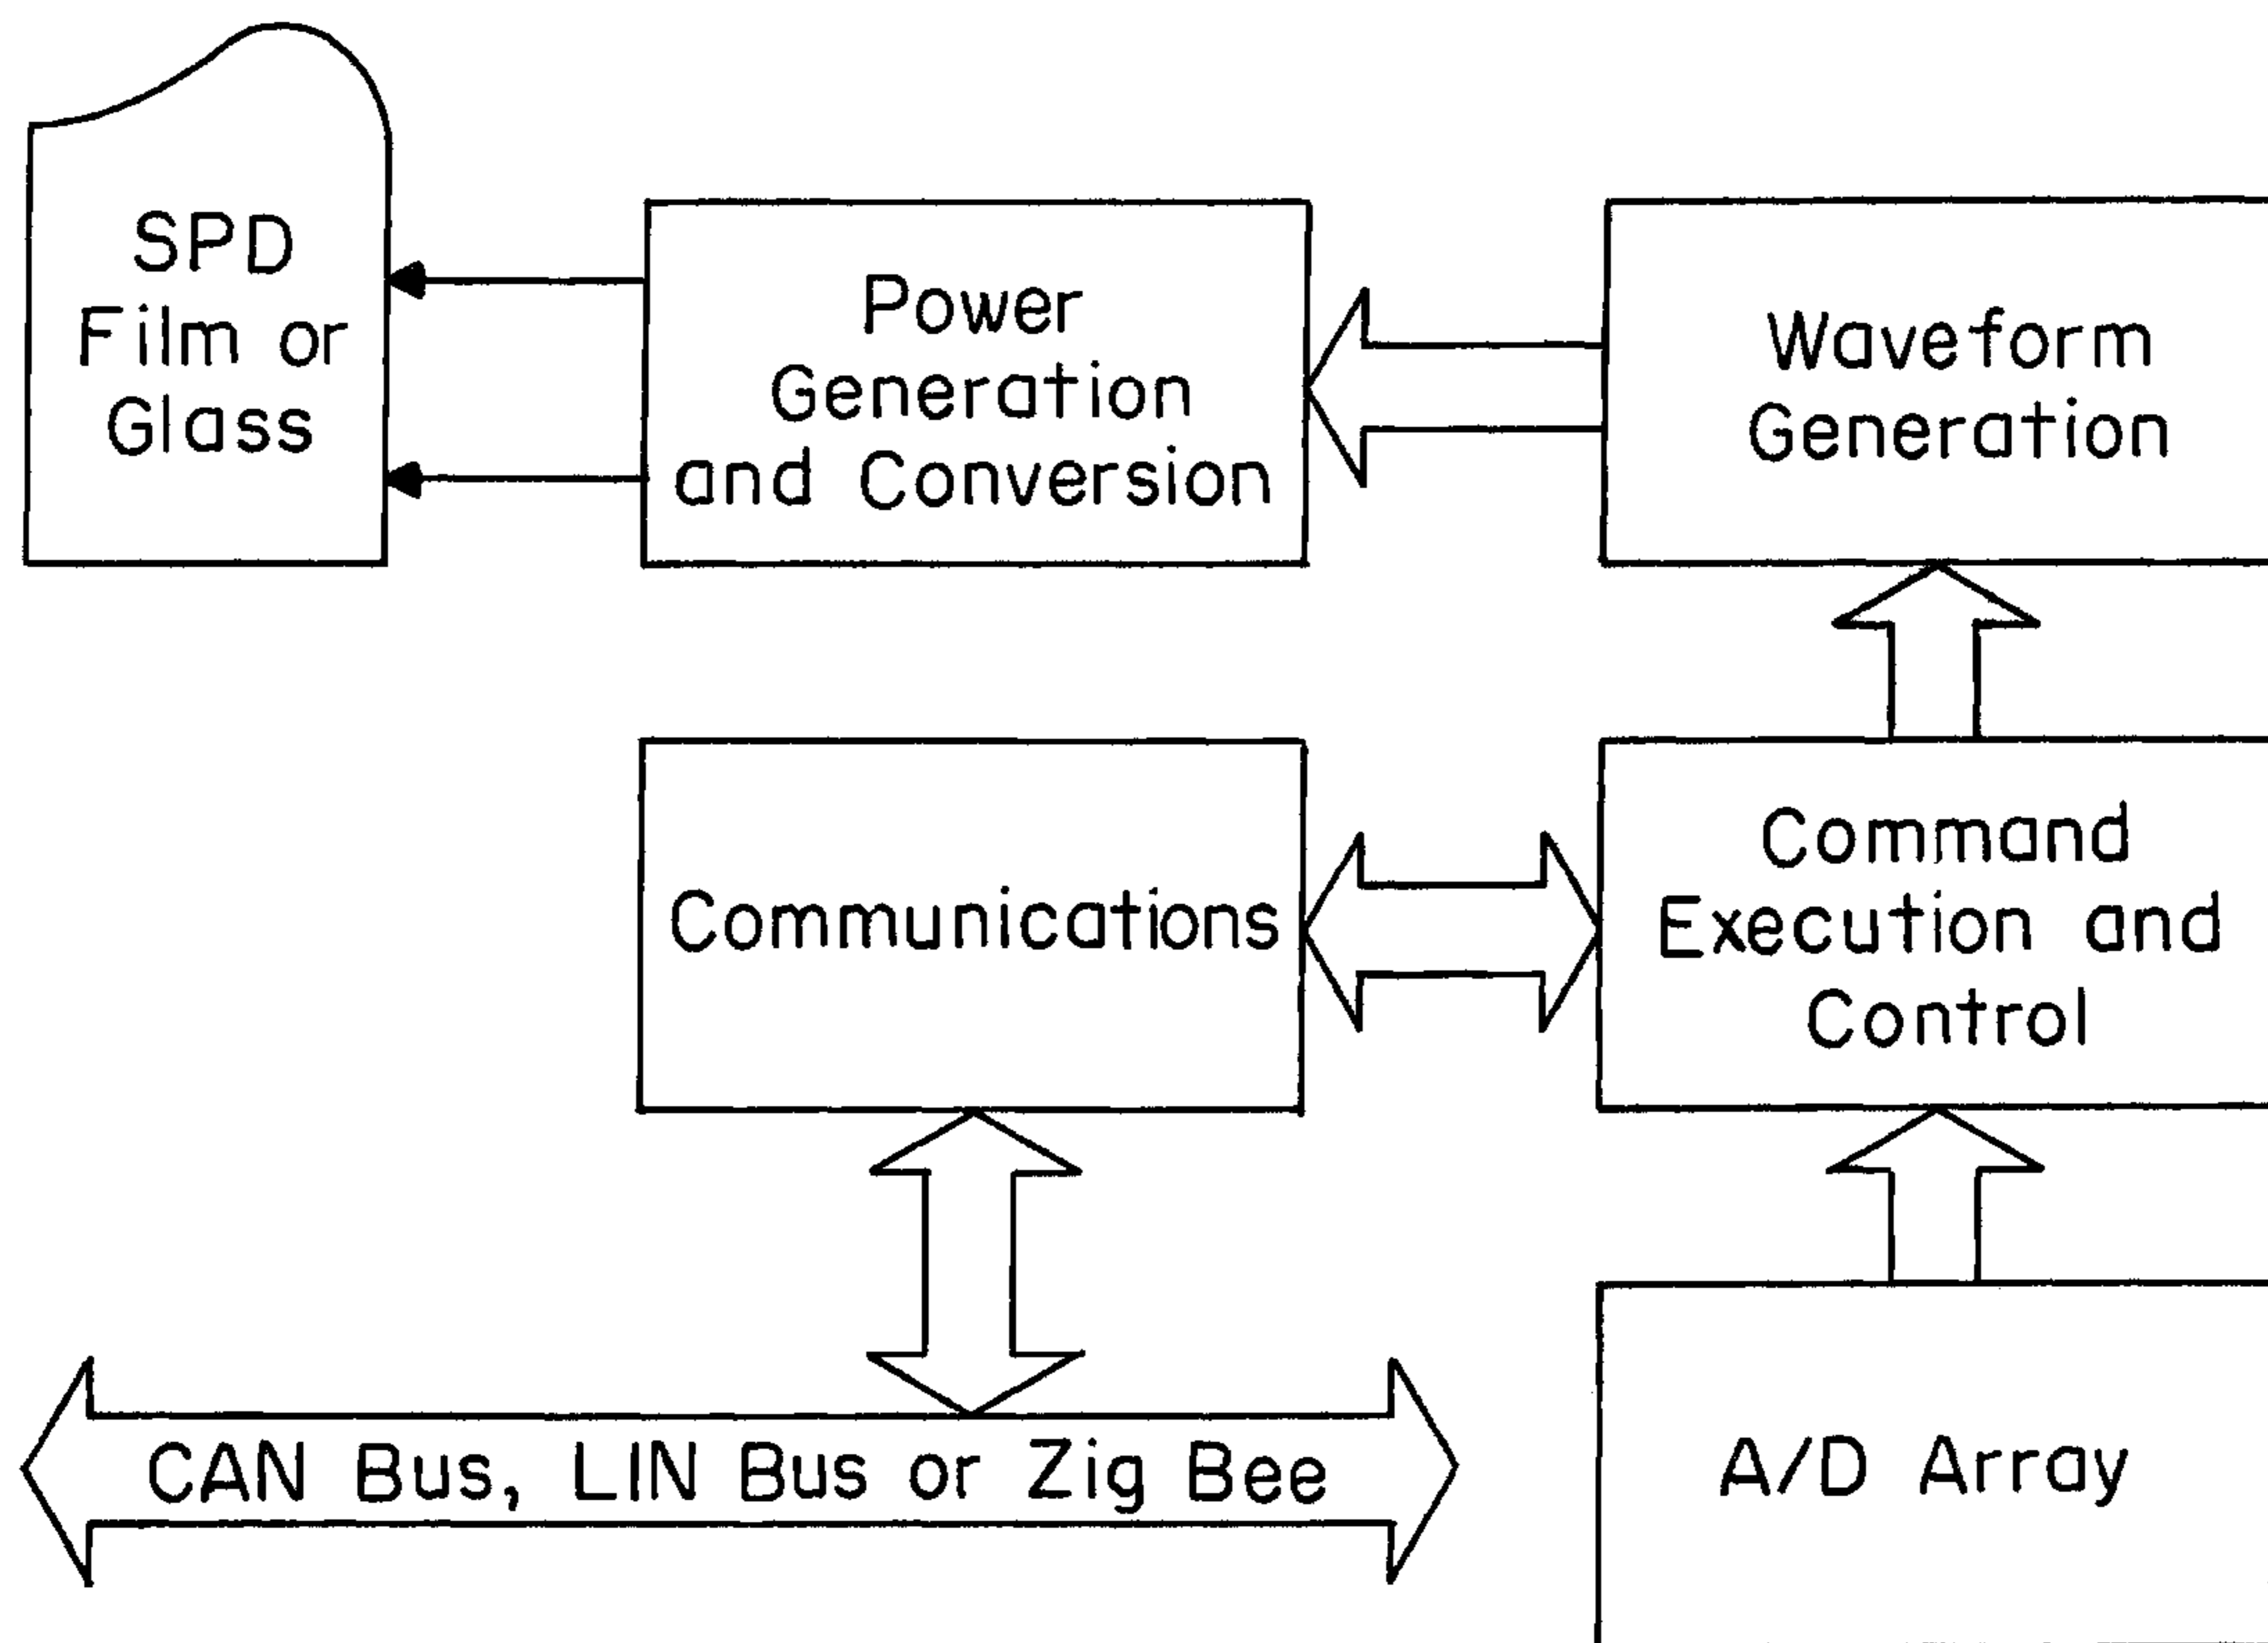 SPD
Film or
Glass
Power
Generation
and Conversion
Waveform
Generation
Communications
Command
Execution and
Control
CAN Bus, LIN Bus or Zig Bee
A/D Array